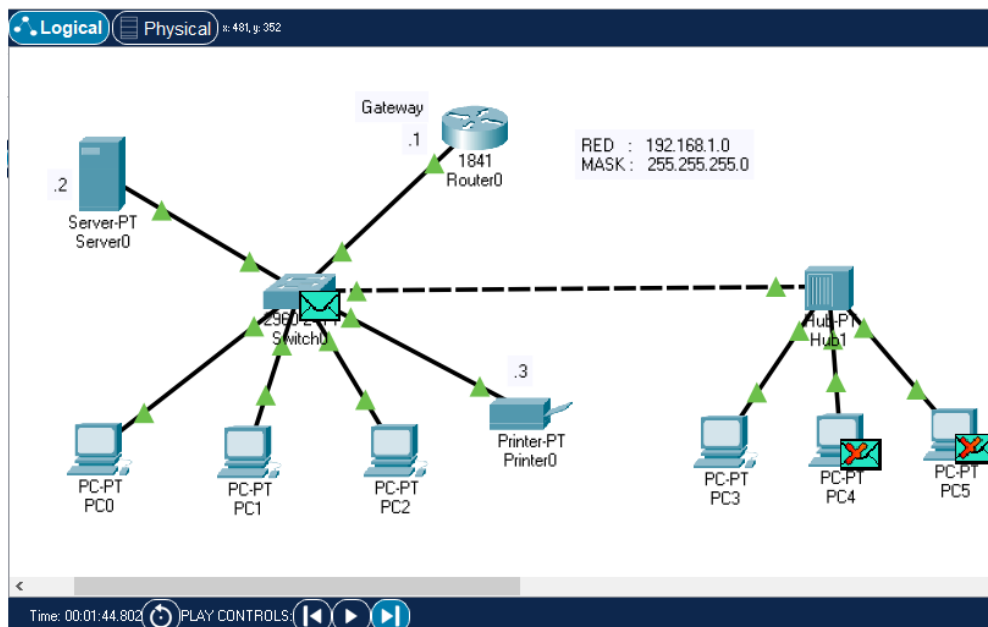 Logical Physical x: 481, y: 352
Gateway
.1
1841
Router0
RED : 192.168.1.0
MASK : 255.255.255.0
.2
Server-PT
Server0
Switch0
Hub-PT
Hub1
.3
Printer-PT
Printer0
PC-PT
PC0
PC-PT
PC1
PC-PT
PC2
PC-PT
PC3
PC-PT
PC4
PC-PT
PC5
Time: 00:01:44.802 PLAY CONTROLS: